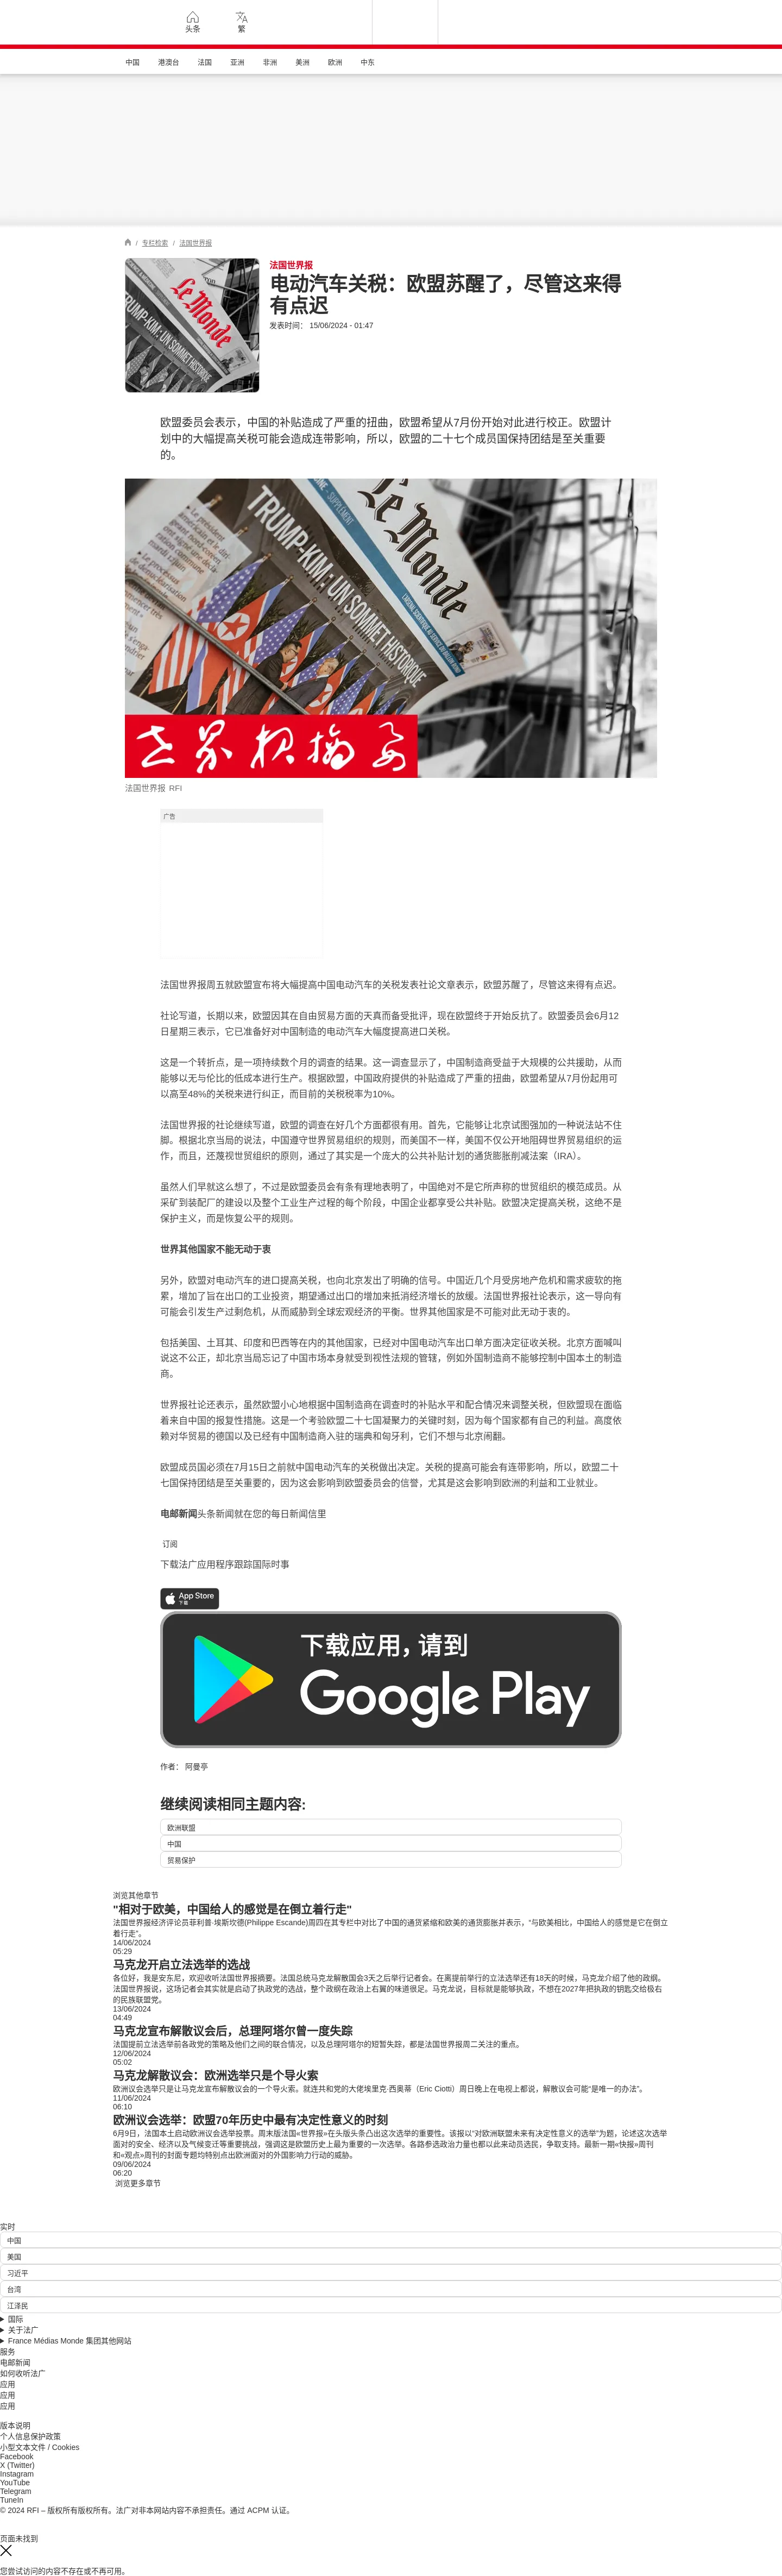 头条
繁
中国
港澳台
法国
亚洲
非洲
美洲
欧洲
中东
/ 专栏检索 / 法国世界报
法国世界报
电动汽车关税：欧盟苏醒了，尽管这来得
有点迟
发表时间： 15/06/2024 - 01:47
欧盟委员会表示，中国的补贴造成了严重的扭曲，欧盟希望从7月份开始对此进行校正。欧盟计
划中的大幅提高关税可能会造成连带影响，所以，欧盟的二十七个成员国保持团结是至关重要
的。
Le Monde
TRUMP-KIM : UN SOMMET HISTORIQUE
世界报摘要
法国世界报 RFI
广告
法国世界报周五就欧盟宣布将大幅提高中国电动汽车的关税发表社论文章表示，欧盟苏醒了，尽管这来得有点迟。
社论写道，长期以来，欧盟因其在自由贸易方面的天真而备受批评，现在欧盟终于开始反抗了。欧盟委员会6月12
日星期三表示，它已准备好对中国制造的电动汽车大幅度提高进口关税。
这是一个转折点，是一项持续数个月的调查的结果。这一调查显示了，中国制造商受益于大规模的公共援助，从而
能够以无与伦比的低成本进行生产。根据欧盟，中国政府提供的补贴造成了严重的扭曲，欧盟希望从7月份起用可
以高至48%的关税来进行纠正，而目前的关税税率为10%。
法国世界报的社论继续写道，欧盟的调查在好几个方面都很有用。首先，它能够让北京试图强加的一种说法站不住
脚。根据北京当局的说法，中国遵守世界贸易组织的规则，而美国不一样，美国不仅公开地阻碍世界贸易组织的运
作，而且，还蔑视世贸组织的原则，通过了其实是一个庞大的公共补贴计划的通货膨胀削减法案（IRA）。
虽然人们早就这么想了，不过是欧盟委员会有条有理地表明了，中国绝对不是它所声称的世贸组织的模范成员。从
采矿到装配厂的建设以及整个工业生产过程的每个阶段，中国企业都享受公共补贴。欧盟决定提高关税，这绝不是
保护主义，而是恢复公平的规则。
世界其他国家不能无动于衷
另外，欧盟对电动汽车的进口提高关税，也向北京发出了明确的信号。中国近几个月受房地产危机和需求疲软的拖
累，增加了旨在出口的工业投资，期望通过出口的增加来抵消经济增长的放缓。法国世界报社论表示，这一导向有
可能会引发生产过剩危机，从而威胁到全球宏观经济的平衡。世界其他国家是不可能对此无动于衷的。
包括美国、土耳其、印度和巴西等在内的其他国家，已经对中国电动汽车出口单方面决定征收关税。北京方面喊叫
说这不公正，却北京当局忘记了中国市场本身就受到视性法规的管辖，例如外国制造商不能够控制中国本土的制造
商。
世界报社论还表示，虽然欧盟小心地根据中国制造商在调查时的补贴水平和配合情况来调整关税，但欧盟现在面临
着来自中国的报复性措施。这是一个考验欧盟二十七国凝聚力的关键时刻，因为每个国家都有自己的利益。高度依
赖对华贸易的德国以及已经有中国制造商入驻的瑞典和匈牙利，它们不想与北京闹翻。
欧盟成员国必须在7月15日之前就中国电动汽车的关税做出决定。关税的提高可能会有连带影响，所以，欧盟二十
七国保持团结是至关重要的，因为这会影响到欧盟委员会的信誉，尤其是这会影响到欧洲的利益和工业就业。
电邮新闻头条新闻就在您的每日新闻信里
订阅
下载法广应用程序跟踪国际时事
App Store
下载
下载应用，请到
Google Play
作者： 阿曼亭
继续阅读相同主题内容:
欧洲联盟
中国
贸易保护
浏览其他章节
"相对于欧美，中国给人的感觉是在倒立着行走"
法国世界报经济评论员菲利普·埃斯坎德(Philippe Escande)周四在其专栏中对比了中国的通货紧缩和欧美的通货膨胀并表示，“与欧美相比，中国给人的感觉是它在倒立
着行走”。
14/06/2024
05:29
马克龙开启立法选举的选战
各位好，我是安东尼，欢迎收听法国世界报摘要。法国总统马克龙解散国会3天之后举行记者会。在离提前举行的立法选举还有18天的时候，马克龙介绍了他的政纲。
法国世界报说，这场记者会其实就是启动了执政党的选战，整个政纲在政治上右翼的味道很足。马克龙说，目标就是能够执政，不想在2027年把执政的钥匙交给极右
的民族联盟党。
13/06/2024
04:49
马克龙宣布解散议会后，总理阿塔尔曾一度失踪
法国提前立法选举前各政党的策略及他们之间的联合情况，以及总理阿塔尔的短暂失踪，都是法国世界报周二关注的重点。
12/06/2024
05:02
马克龙解散议会：欧洲选举只是个导火索
欧洲议会选举只是让马克龙宣布解散议会的一个导火索。就连共和党的大佬埃里克·西奥蒂（Eric Ciotti）周日晚上在电视上都说，解散议会可能“是唯一的办法”。
11/06/2024
06:10
欧洲议会选举：欧盟70年历史中最有决定性意义的时刻
6月9日，法国本土启动欧洲议会选举投票。周末版法国«世界报»在头版头条凸出这次选举的重要性。该报以“对欧洲联盟未来有决定性意义的选举”为题，论述这次选举
面对的安全、经济以及气候变迁等重要挑战，强调这是欧盟历史上最为重要的一次选举。各路参选政治力量也都以此来动员选民，争取支持。最新一期«快报»周刊
和«观点»周刊的封面专题均特别点出欧洲面对的外国影响力行动的威胁。
09/06/2024
06:20
浏览更多章节
实时
中国
美国
习近平
台湾
江泽民
国际
关于法广
France Médias Monde 集团其他网站
服务
电邮新闻
如何收听法广
应用
应用
应用
版本说明
个人信息保护政策
小型文本文件 / Cookies
Facebook
X (Twitter)
Instagram
YouTube
Telegram
TuneIn
© 2024 RFI – 版权所有版权所有。法广对非本网站内容不承担责任。通过 ACPM 认证。
页面未找到
您尝试访问的内容不存在或不再可用。